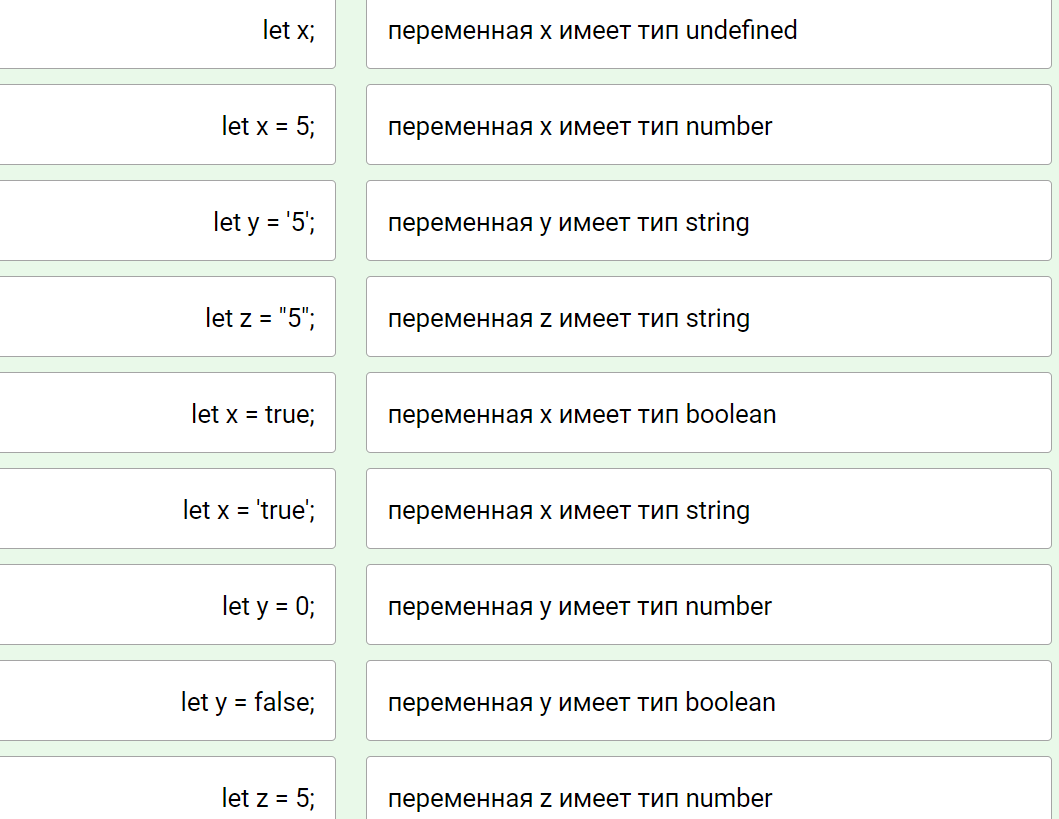 let x; переменная x имеет тип undefined
let x = 5; переменная x имеет тип number
let y = '5'; переменная y имеет тип string
let z = "5"; переменная z имеет тип string
let x = true; переменная x имеет тип boolean
let x = 'true'; переменная x имеет тип string
let y = 0; переменная y имеет тип number
let y = false; переменная y имеет тип boolean
let z = 5; переменная z имеет тип number